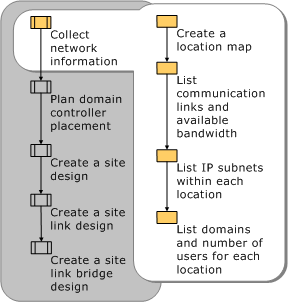 Collect
network
information
Plan domain
controller
placement
Create a site
design
Create a site
link design
Create a site
link bridge
design
Create a
location map
List
communication
links and
available
bandwidth
List IP subnets
within each
location
List domains
and number of
users for each
location